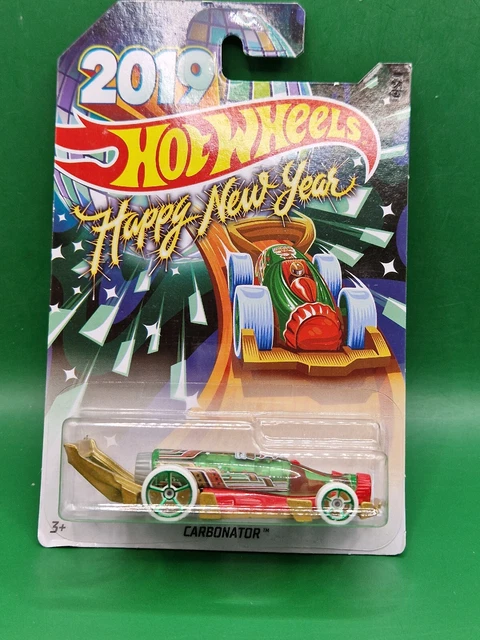 2019
HOT WHEELS
Happy New Year
3+
CARBONATOR™